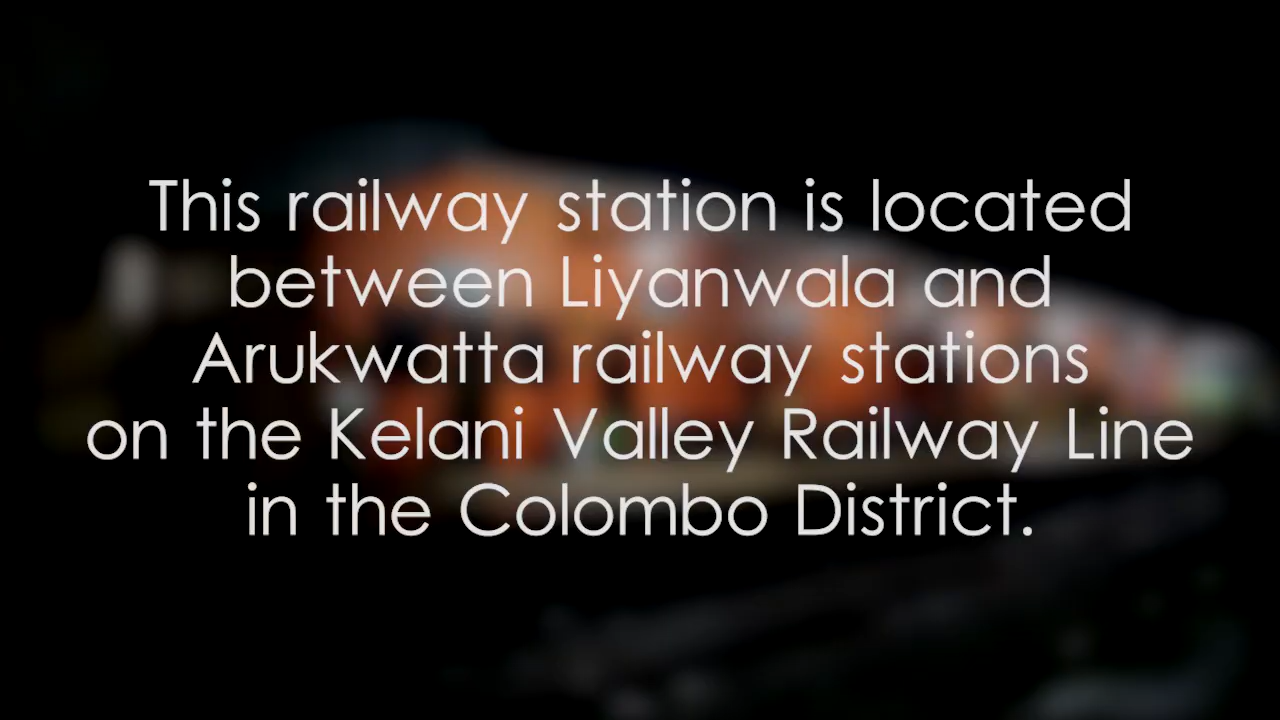 This railway station is located
between Liyanwala and
Arukwatta railway stations
on the Kelani Valley Railway Line
in the Colombo District.